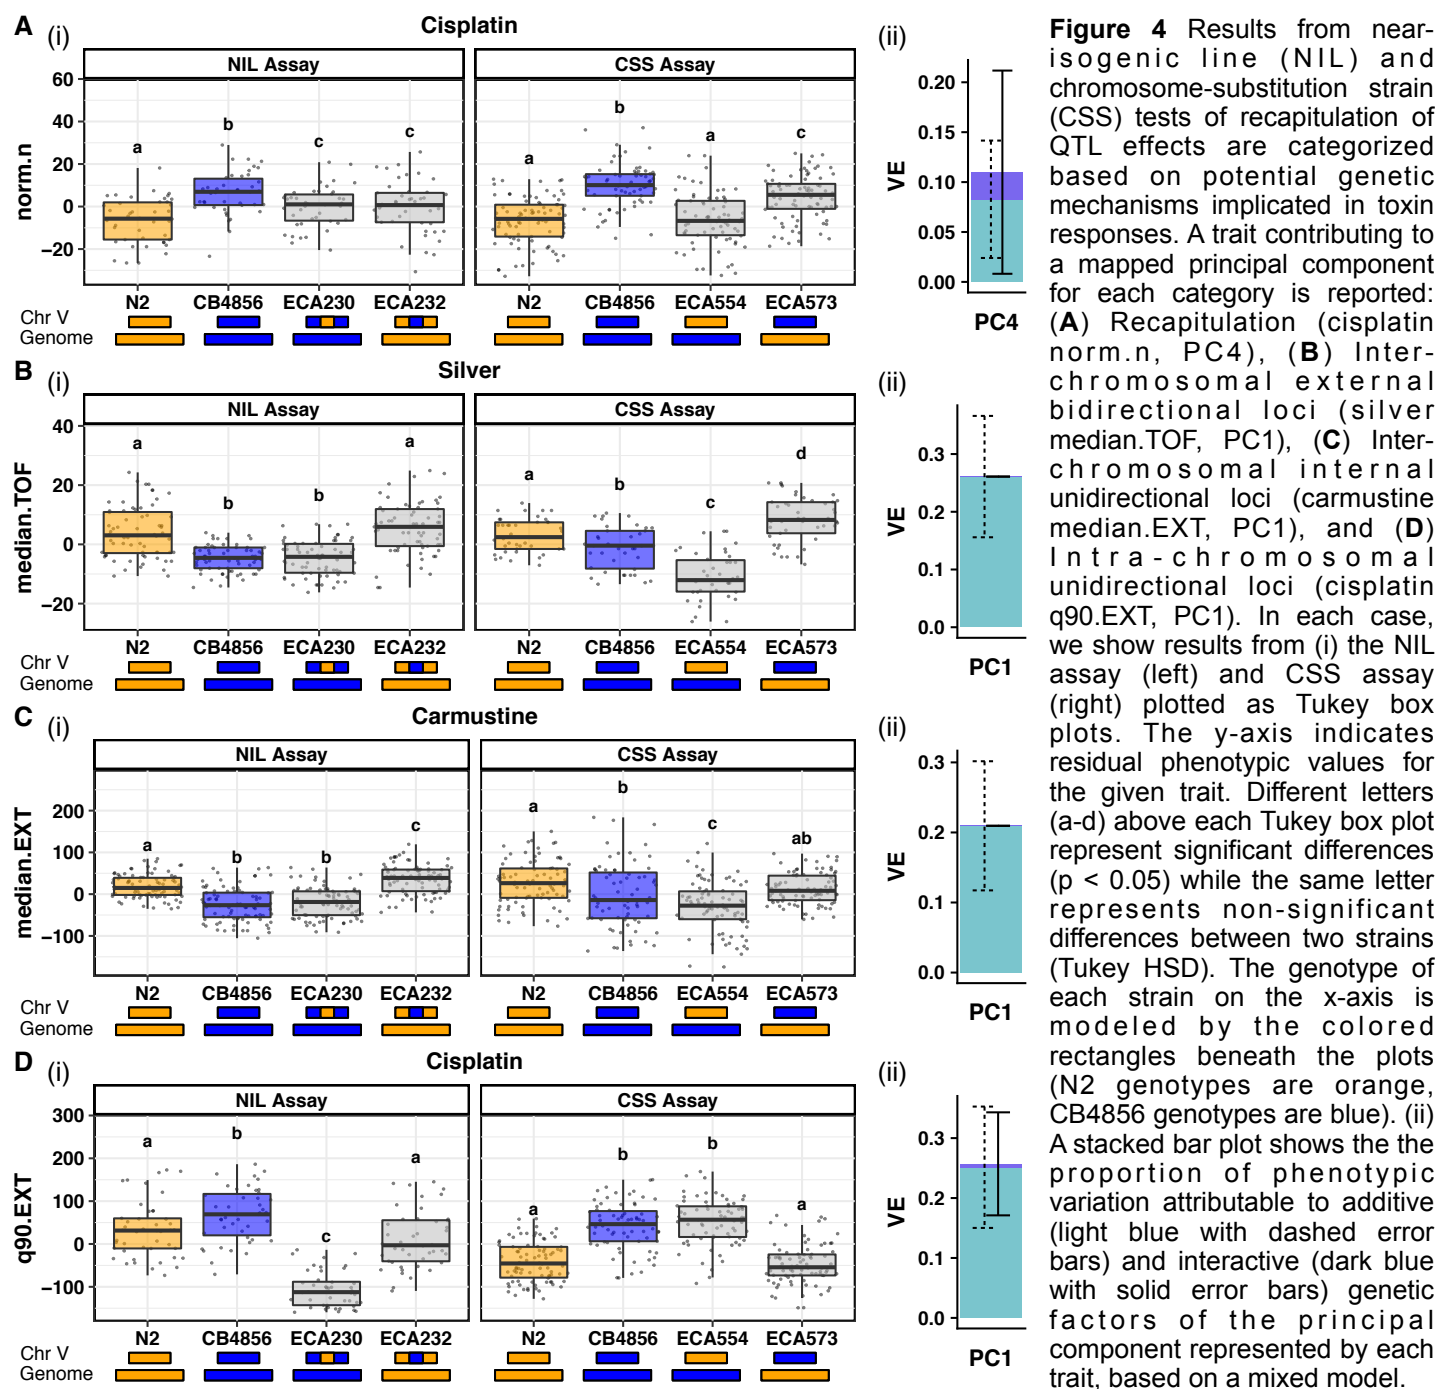 A (i) Cisplatin (ii)
NIL Assay CSS Assay
norm.n
60
40
20
0
−20
a b c c a b a c
N2 CB4856 ECA230 ECA232 N2 CB4856 ECA554 ECA573
Chr V
Genome
VE
0.20
0.15
0.10
0.05
0.00
PC4
B (i) Silver (ii)
NIL Assay CSS Assay
median.TOF
40
20
0
−20
a b b a a b c d
N2 CB4856 ECA230 ECA232 N2 CB4856 ECA554 ECA573
Chr V
Genome
VE
0.3
0.2
0.1
0.0
PC1
C (i) Carmustine (ii)
NIL Assay CSS Assay
median.EXT
200
100
0
−100
a b b c a b c ab
N2 CB4856 ECA230 ECA232 N2 CB4856 ECA554 ECA573
Chr V
Genome
VE
0.3
0.2
0.1
0.0
PC1
D (i) Cisplatin (ii)
NIL Assay CSS Assay
q90.EXT
300
200
100
0
−100
a b c a a b b a
N2 CB4856 ECA230 ECA232 N2 CB4856 ECA554 ECA573
Chr V
Genome
VE
0.3
0.2
0.1
0.0
PC1
Figure 4 Results from near-
isogenic line (NIL) and
chromosome-substitution strain
(CSS) tests of recapitulation of
QTL effects are categorized
based on potential genetic
mechanisms implicated in toxin
responses. A trait contributing to
a mapped principal component
for each category is reported:
(A) Recapitulation (cisplatin
norm.n, PC4), (B) Inter-
chromosomal external
bidirectional loci (silver
median.TOF, PC1), (C) Inter-
chromosomal internal
unidirectional loci (carmustine
median.EXT, PC1), and (D)
Intra-chromosomal
unidirectional loci (cisplatin
q90.EXT, PC1). In each case,
we show results from (i) the NIL
assay (left) and CSS assay
(right) plotted as Tukey box
plots. The y-axis indicates
residual phenotypic values for
the given trait. Different letters
(a-d) above each Tukey box plot
represent significant differences
(p < 0.05) while the same letter
represents non-significant
differences between two strains
(Tukey HSD). The genotype of
each strain on the x-axis is
modeled by the colored
rectangles beneath the plots
(N2 genotypes are orange,
CB4856 genotypes are blue). (ii)
A stacked bar plot shows the the
proportion of phenotypic
variation attributable to additive
(light blue with dashed error
bars) and interactive (dark blue
with solid error bars) genetic
factors of the principal
component represented by each
trait, based on a mixed model.